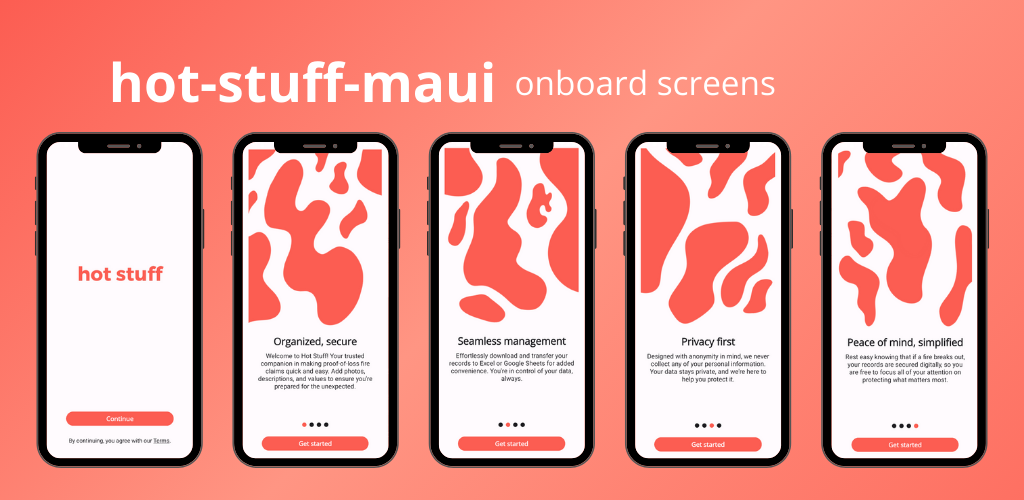 hot-stuff-maui onboard screens
hot stuff
Continue
By continuing, you agree with our Terms.
Organized, secure
Welcome to Hot Stuff! Your trusted
companion in making proof-of-loss fire
claims quick and easy. Add photos,
descriptions, and values to ensure you're
prepared for the unexpected.
Get started
Seamless management
Effortlessly download and transfer your
records to Excel or Google Sheets for added
convenience. You're in control of your data,
always.
Get started
Privacy first
Designed with anonymity in mind, we never
collect any of your personal information.
Your data stays private, and we're here to
help you protect it.
Get started
Peace of mind, simplified
Rest easy knowing that if a fire breaks out,
your records are secured digitally, so you
are free to focus all of your attention on
protecting what matters most.
Get started